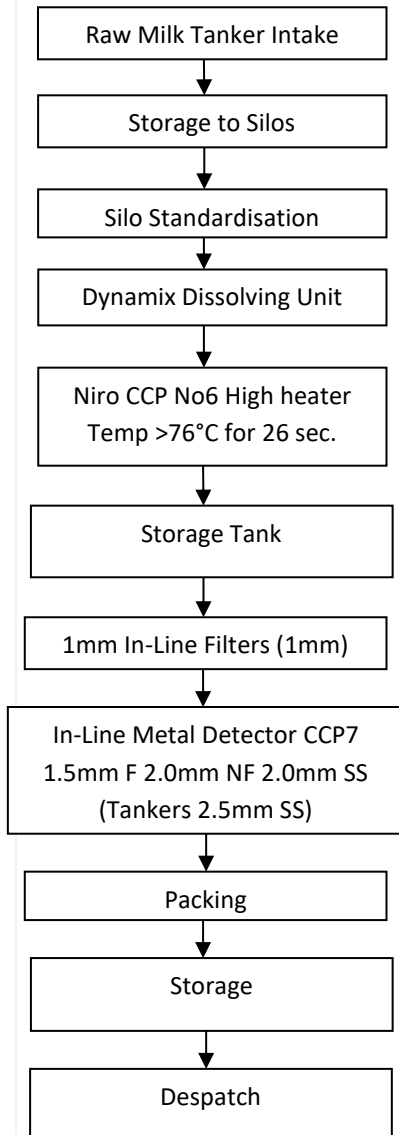 Raw Milk Tanker Intake
Storage to Silos
Silo Standardisation
Dynamix Dissolving Unit
Niro CCP No6 High heater
Temp >76°C for 26 sec.
Storage Tank
1mm In-Line Filters (1mm)
In-Line Metal Detector CCP7
1.5mm F 2.0mm NF 2.0mm SS
(Tankers 2.5mm SS)
Packing
Storage
Despatch